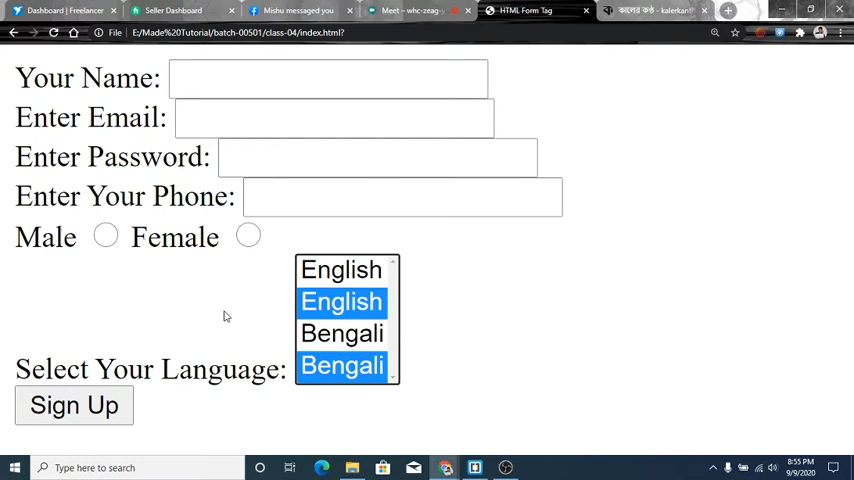 Dashboard | Freelancer
Seller Dashboard
Mishu messaged you
Meet – whc-zeag-
HTML Form Tag
কালের কণ্ঠ - kalerkan
File
E:/Made%20Tutorial/batch-00501/class-04/index.html?
Your Name:
Enter Email:
Enter Password:
Enter Your Phone:
Male Female
English
English
Bengali
Select Your Language: Bengali
Sign Up
Type here to search
8:55 PM
9/9/2020